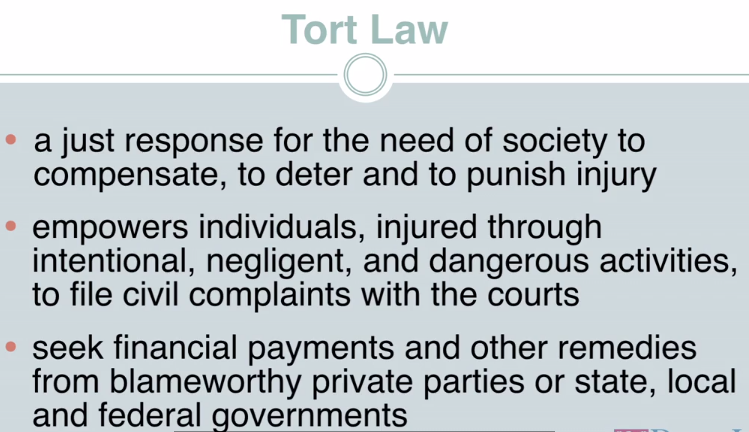 Tort Law
• a just response for the need of society to
compensate, to deter and to punish injury
• empowers individuals, injured through
intentional, negligent, and dangerous activities,
to file civil complaints with the courts
• seek financial payments and other remedies
from blameworthy private parties or state, local
and federal governments